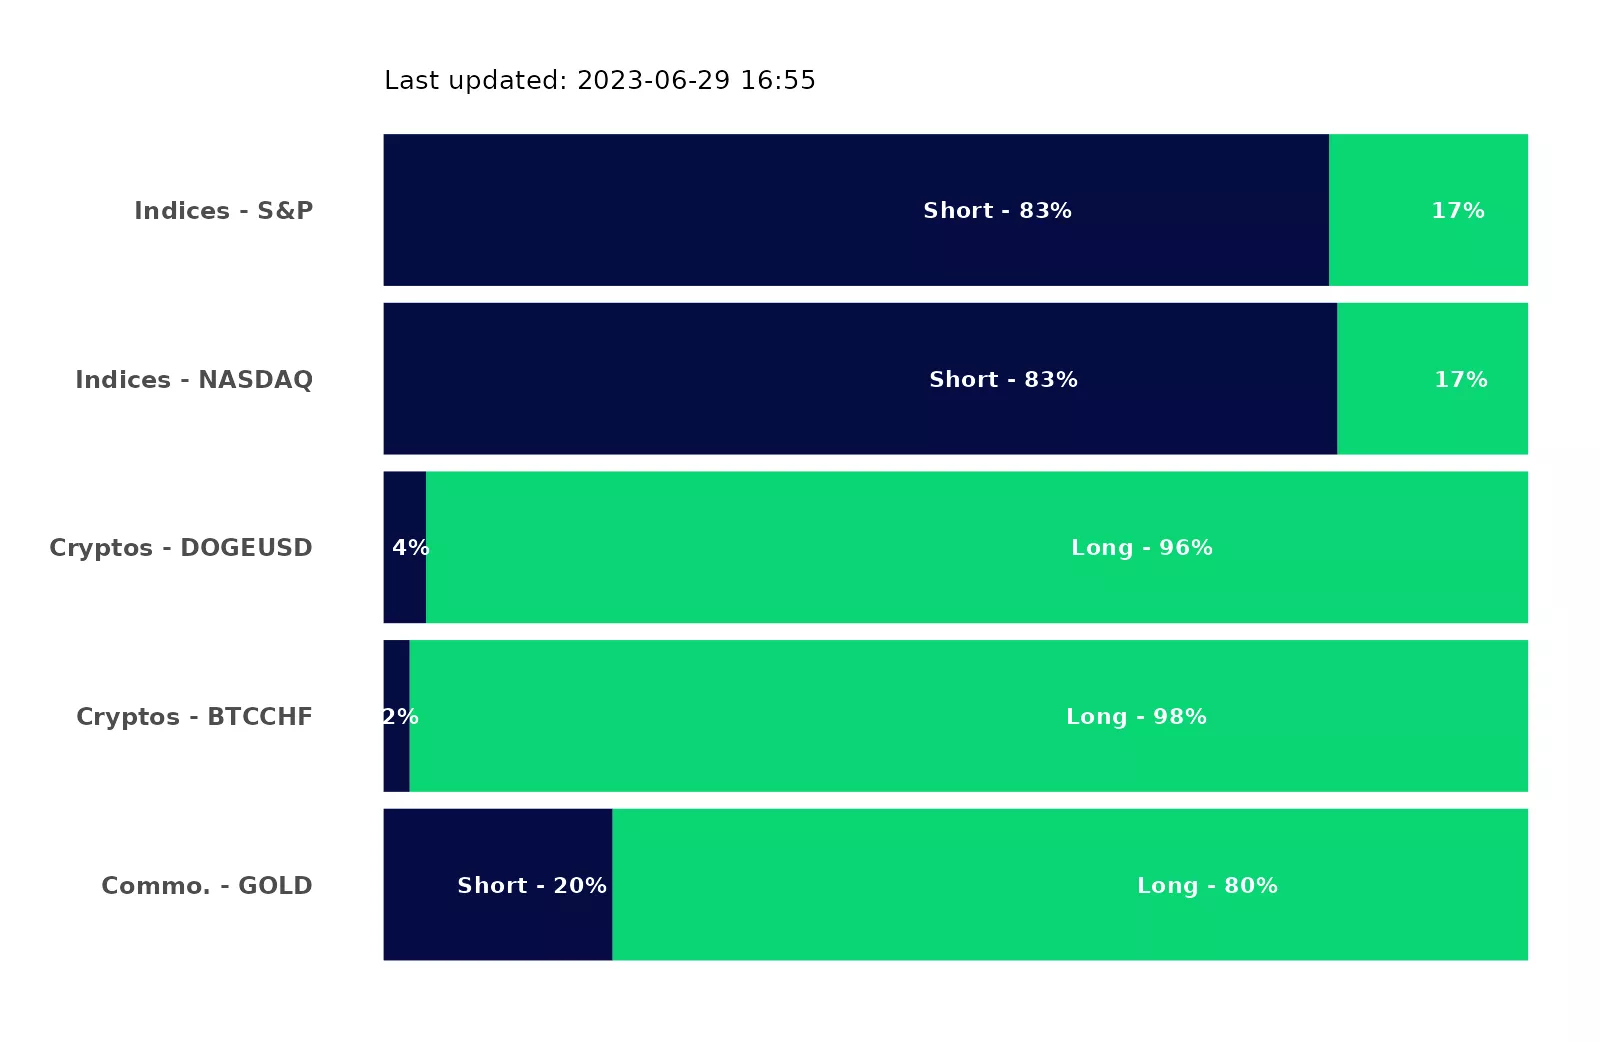 Last updated: 2023-06-29 16:55
Indices - S&P Short - 83% 17%
Indices - NASDAQ Short - 83% 17%
Cryptos - DOGEUSD 4% Long - 96%
Cryptos - BTCCHF 2% Long - 98%
Commo. - GOLD Short - 20% Long - 80%